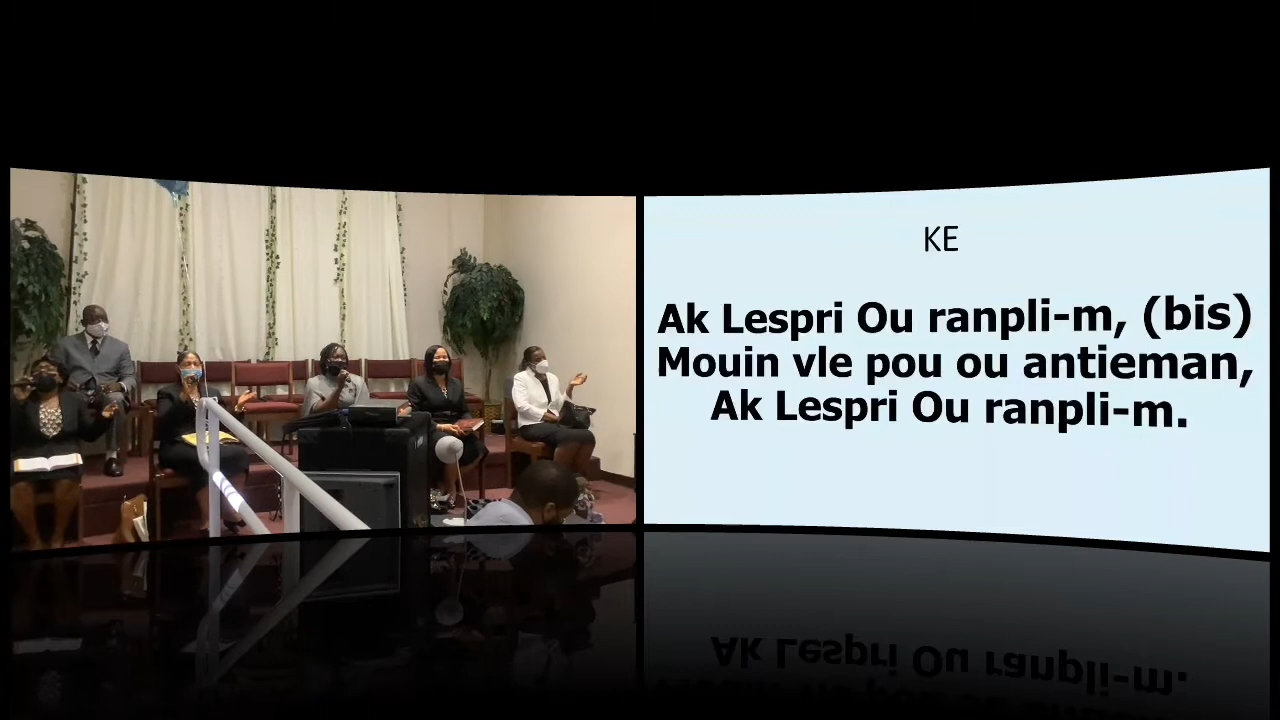 KE
Ak Lespri Ou ranpli-m, (bis)
Mouin vle pou ou antieman,
Ak Lespri Ou ranpli-m.